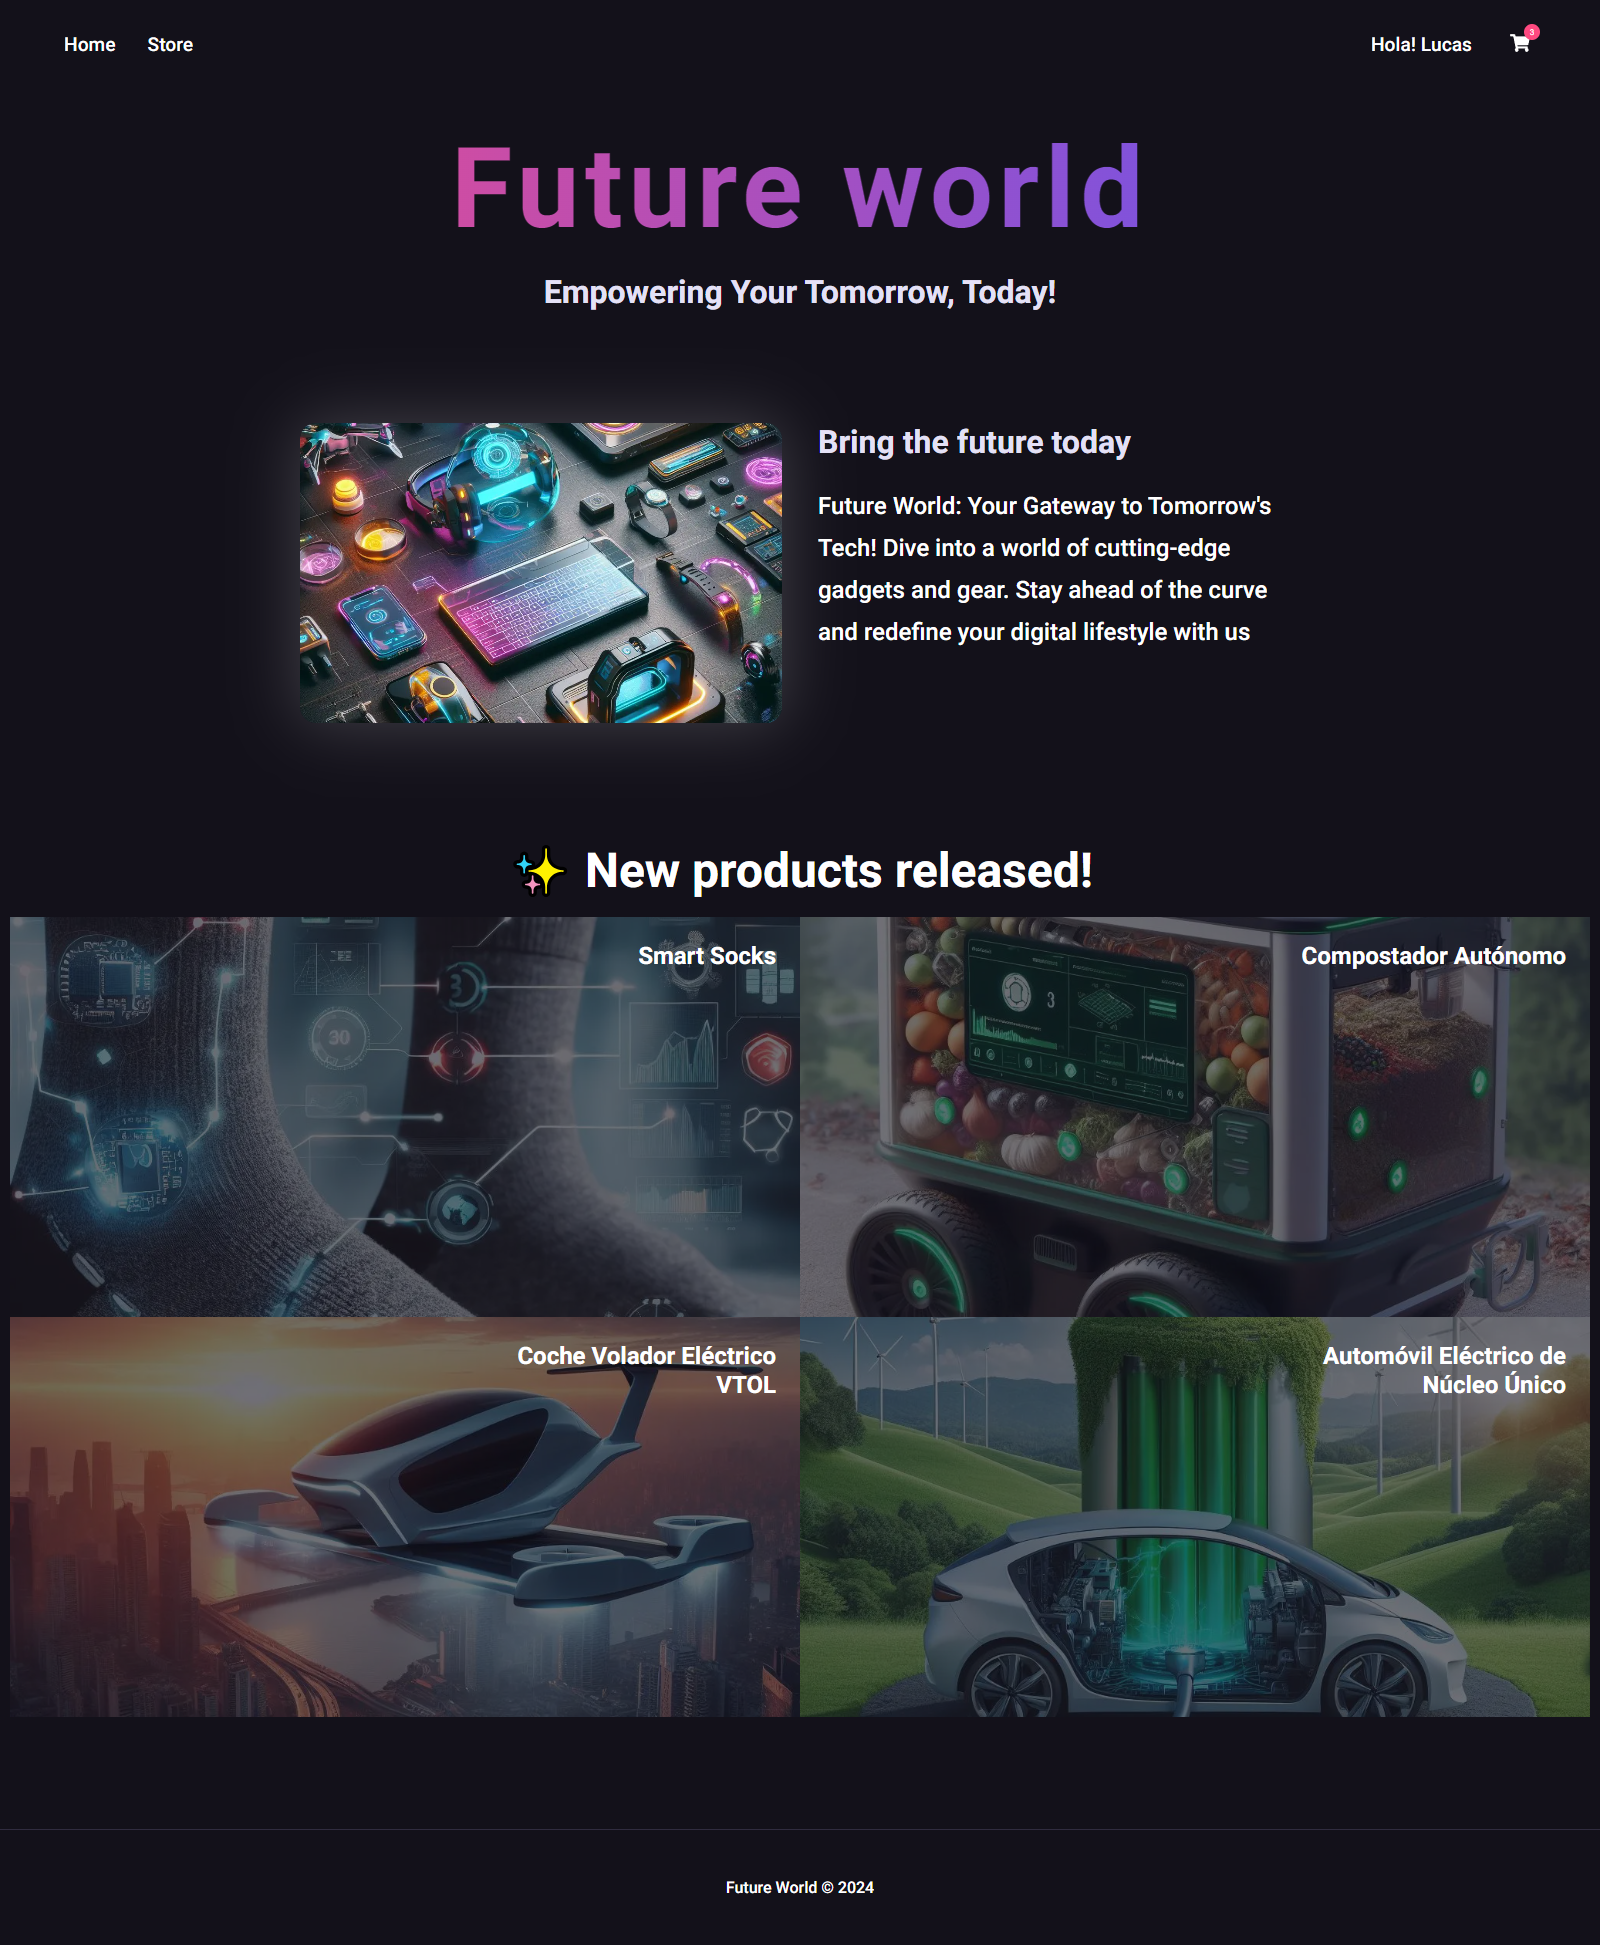 Home Store Hola! Lucas 3
Future world
Empowering Your Tomorrow, Today!
Bring the future today
Future World: Your Gateway to Tomorrow's
Tech! Dive into a world of cutting-edge
gadgets and gear. Stay ahead of the curve
and redefine your digital lifestyle with us
✨ New products released!
Smart Socks
3
30
Compostador Autónomo
3
Coche Volador Eléctrico
VTOL
Automóvil Eléctrico de
Núcleo Único
Future World © 2024